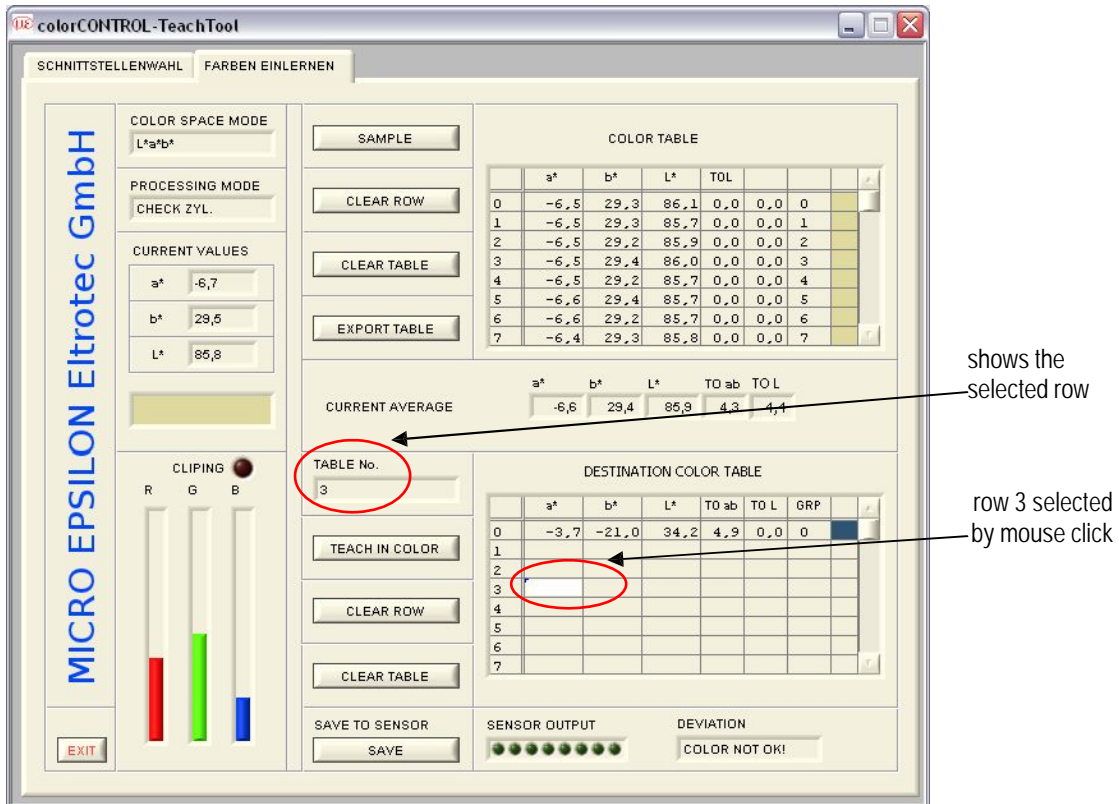 με colorCONTROL-TeachTool
SCHNITTSTELLENWAHL FARBEN EINLERNEN
MICRO EPSILON Eltrotec GmbH
COLOR SPACE MODE
L*a*b*
PROCESSING MODE
CHECK ZYL.
CURRENT VALUES
a* -6,7
b* 29,5
L* 85,8
CLIPING
R G B
EXIT
SAMPLE
CLEAR ROW
CLEAR TABLE
EXPORT TABLE
COLOR TABLE
a* b* L* TOL
0 -6,5 29,3 86,1 0,0 0,0 0
1 -6,5 29,3 85,7 0,0 0,0 1
2 -6,5 29,2 85,9 0,0 0,0 2
3 -6,5 29,4 86,0 0,0 0,0 3
4 -6,5 29,2 85,7 0,0 0,0 4
5 -6,6 29,4 85,7 0,0 0,0 5
6 -6,6 29,2 85,7 0,0 0,0 6
7 -6,4 29,3 85,8 0,0 0,0 7
a* b* L* TO ab TO L
CURRENT AVERAGE -6,6 29,4 85,9 4,3 4,4
shows the
selected row
TABLE No.
3
TEACH IN COLOR
CLEAR ROW
CLEAR TABLE
DESTINATION COLOR TABLE
a* b* L* TO ab TO L GRP
0 -3,7 -21,0 34,2 4,9 0,0 0
1
2
3
4
5
6
7
row 3 selected
by mouse click
SAVE TO SENSOR
SAVE
SENSOR OUTPUT
DEVIATION
COLOR NOT OK!